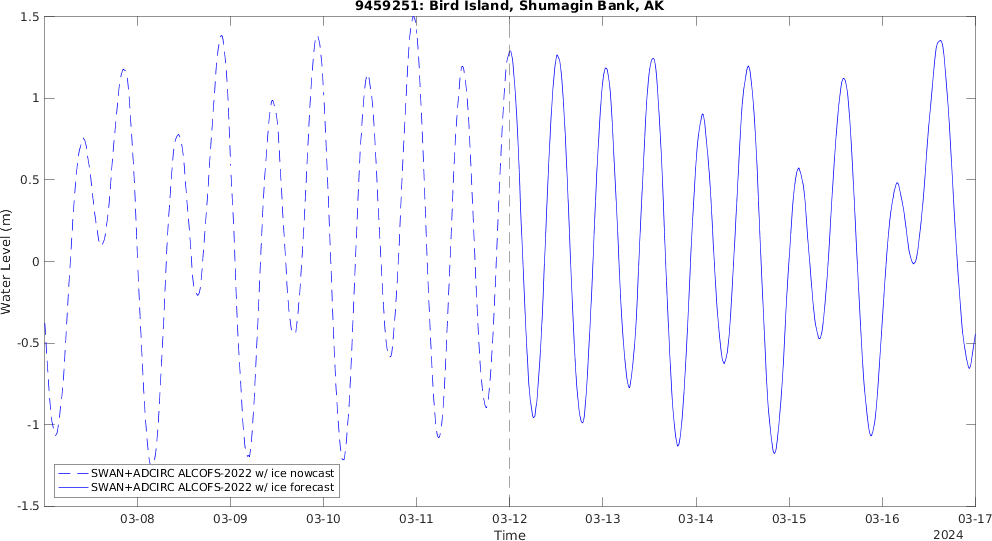 9459251: Bird Island, Shumagin Bank, AK
1.5
1
0.5
0
-0.5
-1
-1.5
Water Level (m)
SWAN+ADCIRC ALCOFS-2022 w/ ice nowcast
SWAN+ADCIRC ALCOFS-2022 w/ ice forecast
03-08 03-09 03-10 03-11 03-12 03-13 03-14 03-15 03-16 03-17
Time
2024